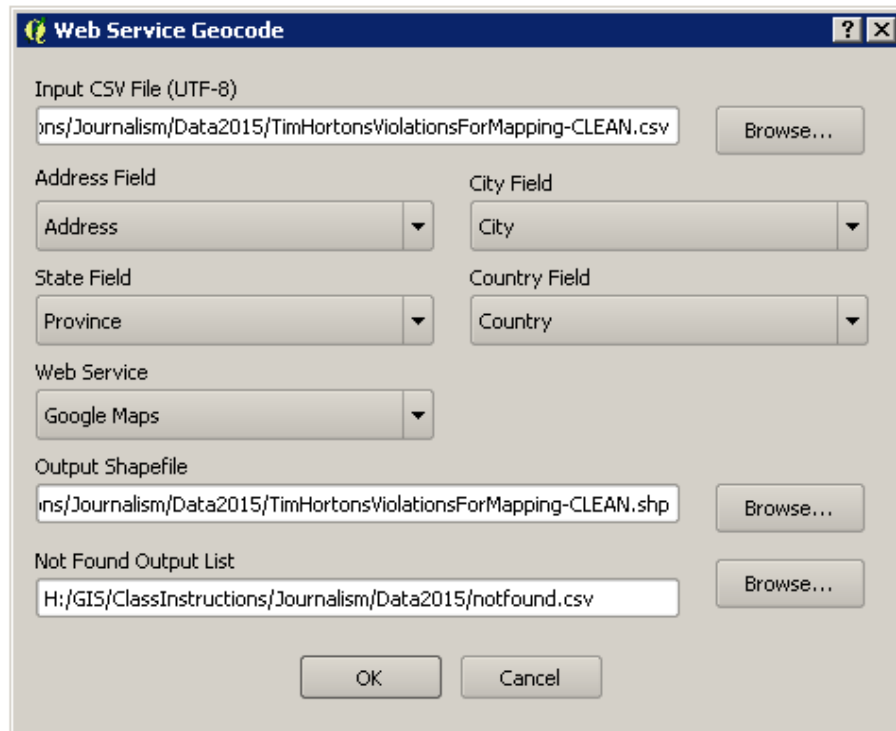 Web Service Geocode
Input CSV File (UTF-8)
ons/Journalism/Data2015/TimHortonsViolationsForMapping-CLEAN.csv
Browse...
Address Field
City Field
Address
City
State Field
Country Field
Province
Country
Web Service
Google Maps
Output Shapefile
ns/Journalism/Data2015/TimHortonsViolationsForMapping-CLEAN.shp
Browse...
Not Found Output List
H:/GIS/ClassInstructions/Journalism/Data2015/notfound.csv
Browse...
OK
Cancel